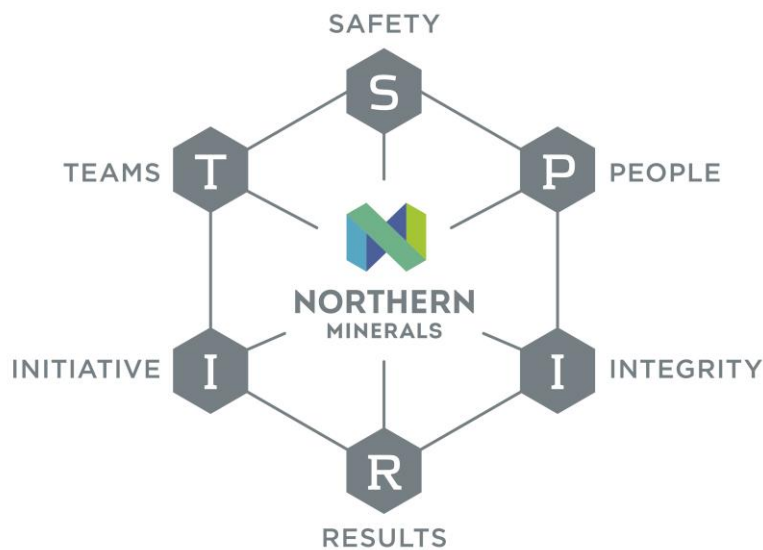 SAFETY
S
TEAMS T
P PEOPLE
NORTHERN
MINERALS
INITIATIVE I
I INTEGRITY
R
RESULTS